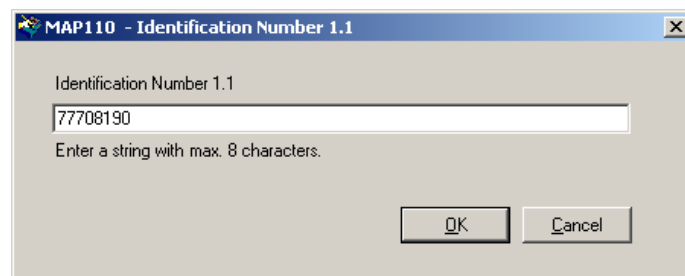 MAP110 - Identification Number 1.1
Identification Number 1.1
77708190
Enter a string with max. 8 characters.
OK Cancel